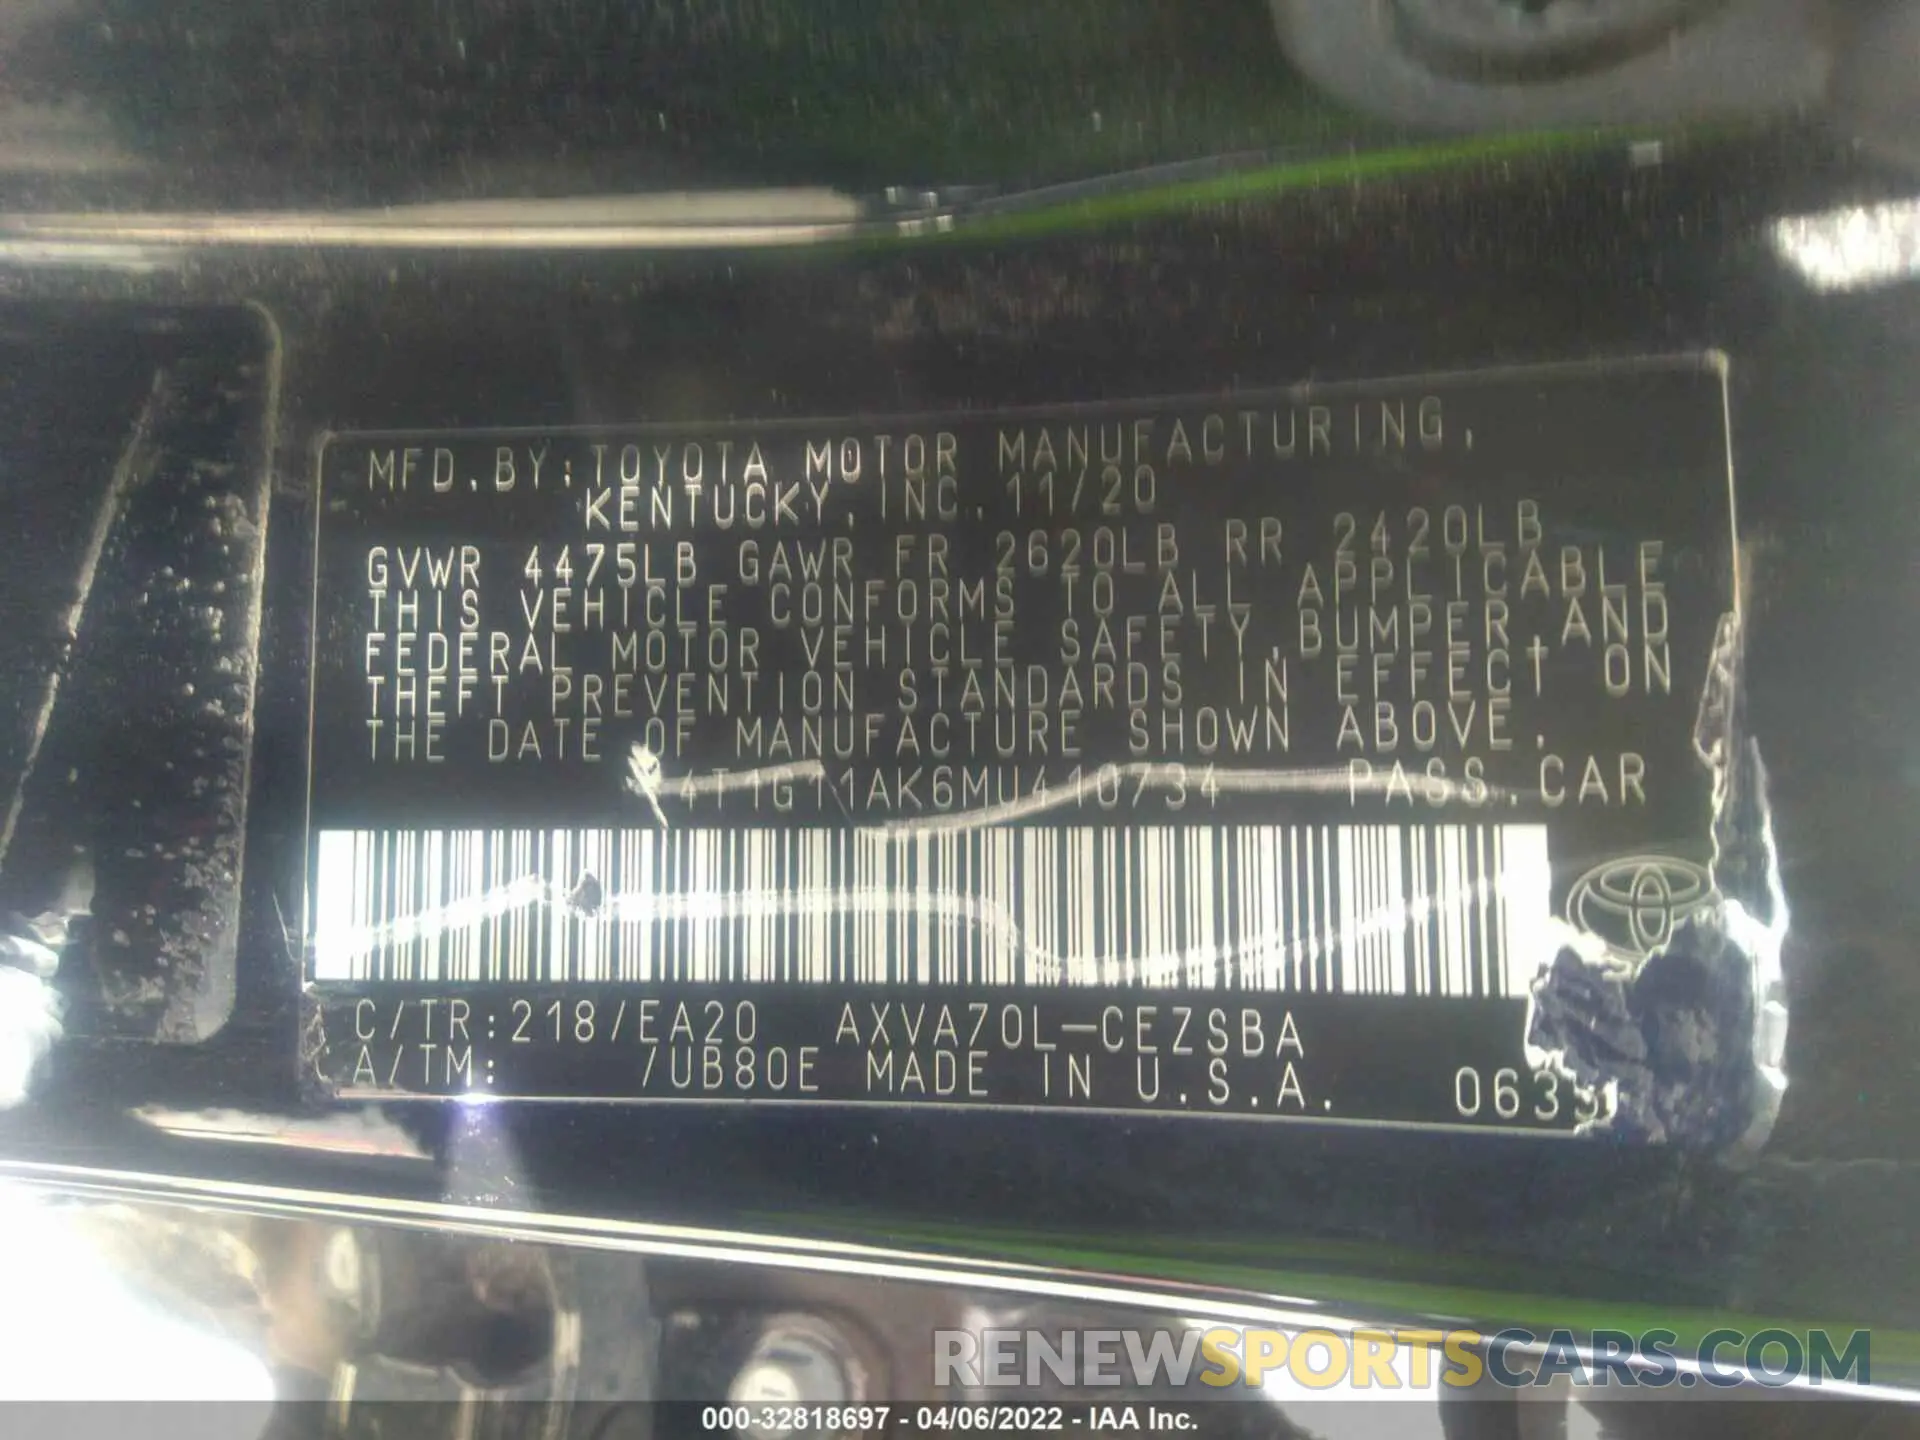 MFD.BY:TOYOTA MOTOR MANUFACTURING,
KENTUCKY, INC. 11/20
GVWR 4475LB GAWR FR 2620LB RR 2420LB
THIS VEHICLE CONFORMS TO ALL APPLICABLE
FEDERAL MOTOR VEHICLE SAFETY,BUMPER,AND
THEFT PREVENTION STANDARDS IN EFFECT ON
THE DATE OF MANUFACTURE SHOWN ABOVE.
4T1G11AK6MU410734 PASS.CAR
C/TR:218/EA20 AXVA70L-CEZSBA
A/TM: /UB80E MADE IN U.S.A.
RENEWSPORTSCARS.COM
000-32818697 - 04/06/2022 - IAA Inc.